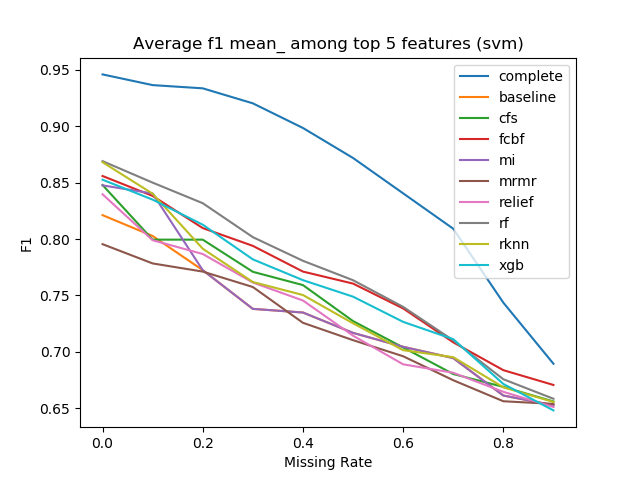 Average f1 mean_ among top 5 features (svm)
F1
0.95
0.90
0.85
0.80
0.75
0.70
0.65
complete
baseline
cfs
fcbf
mi
mrmr
relief
rf
rknn
xgb
0.0 0.2 0.4 0.6 0.8
Missing Rate